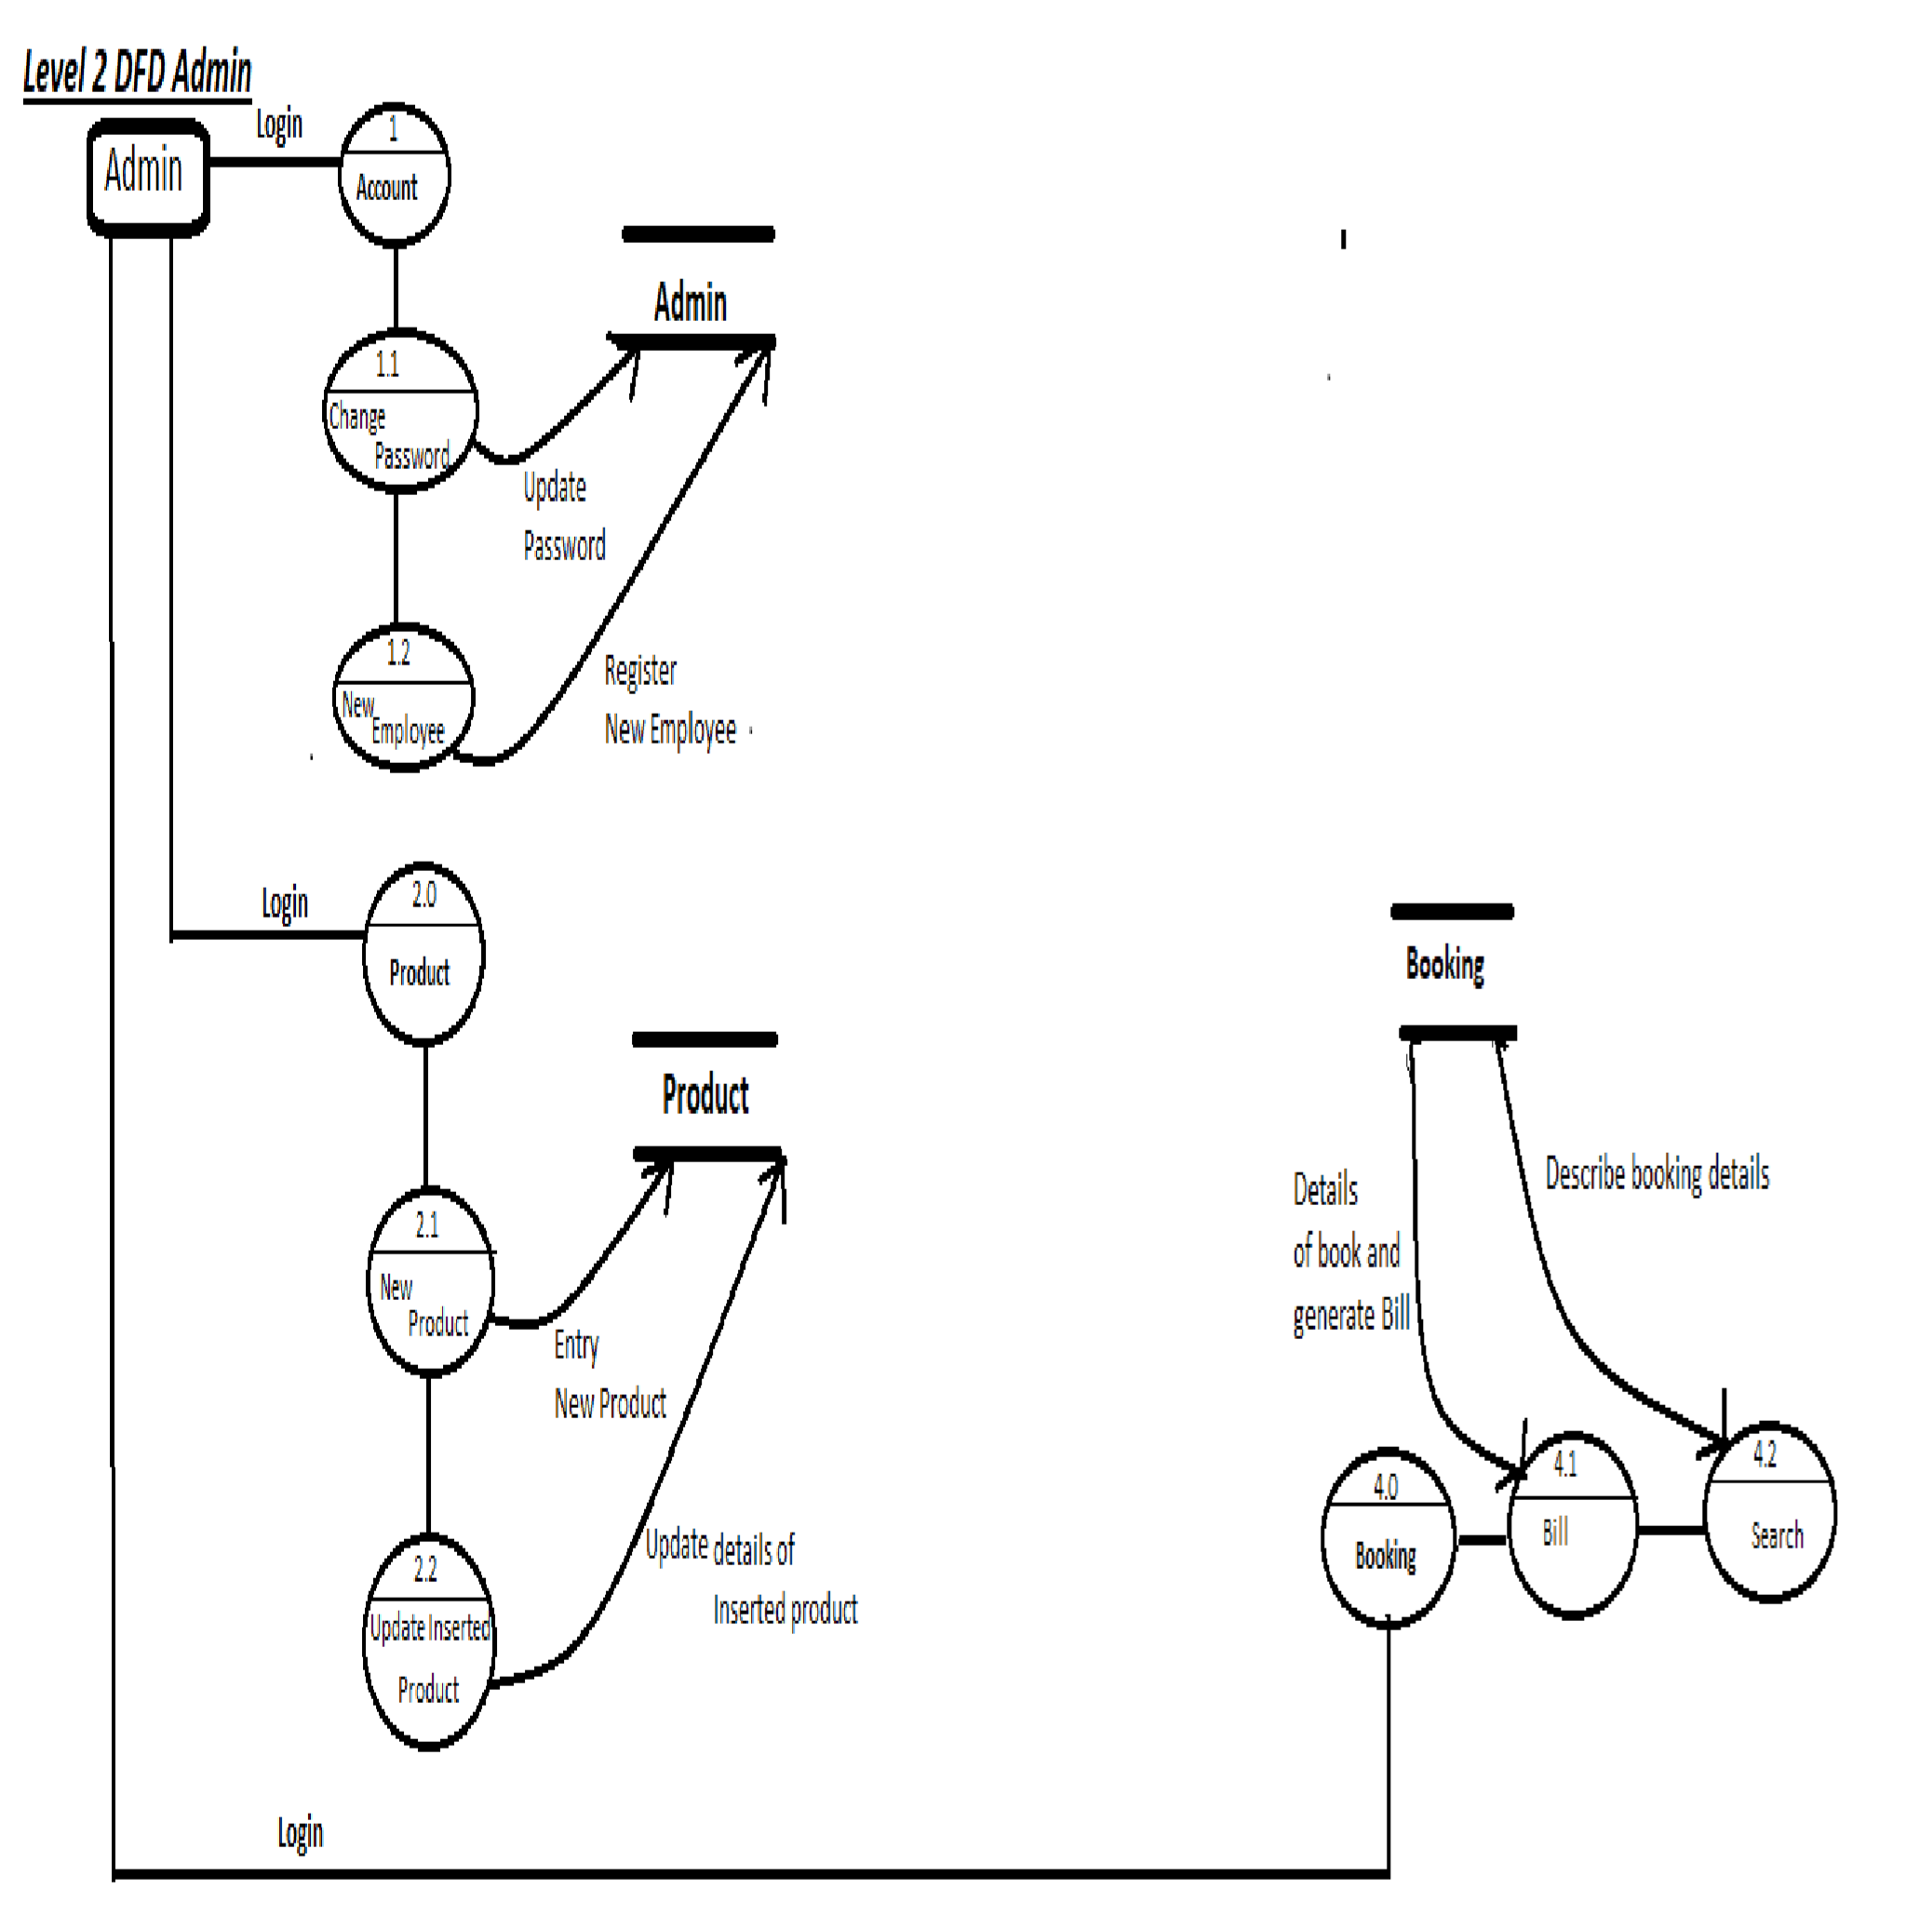 Level 2 DFD Admin
Login
Admin
1
Account
Admin
1.1
Change
Password
Update
Password
1.2
New
Employee
Register
New Employee
Login
2.0
Product
Product
2.1
New
Product
Entry
New Product
2.2
Update Inserted
Product
Update details of
Inserted product
Booking
Details
of book and
generate Bill
Describe booking details
4.0
Booking
4.1
Bill
4.2
Search
Login